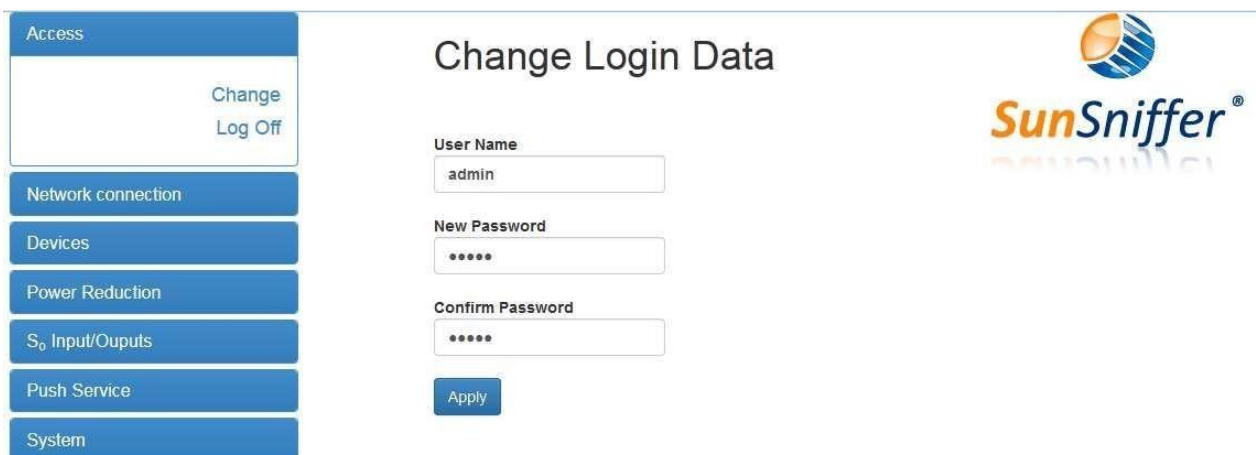 Access
Change
Log Off
Network connection
Devices
Power Reduction
S₀ Input/Ouputs
Push Service
System
Change Login Data
User Name
admin
New Password
•••••
Confirm Password
•••••
Apply
SunSniffer®